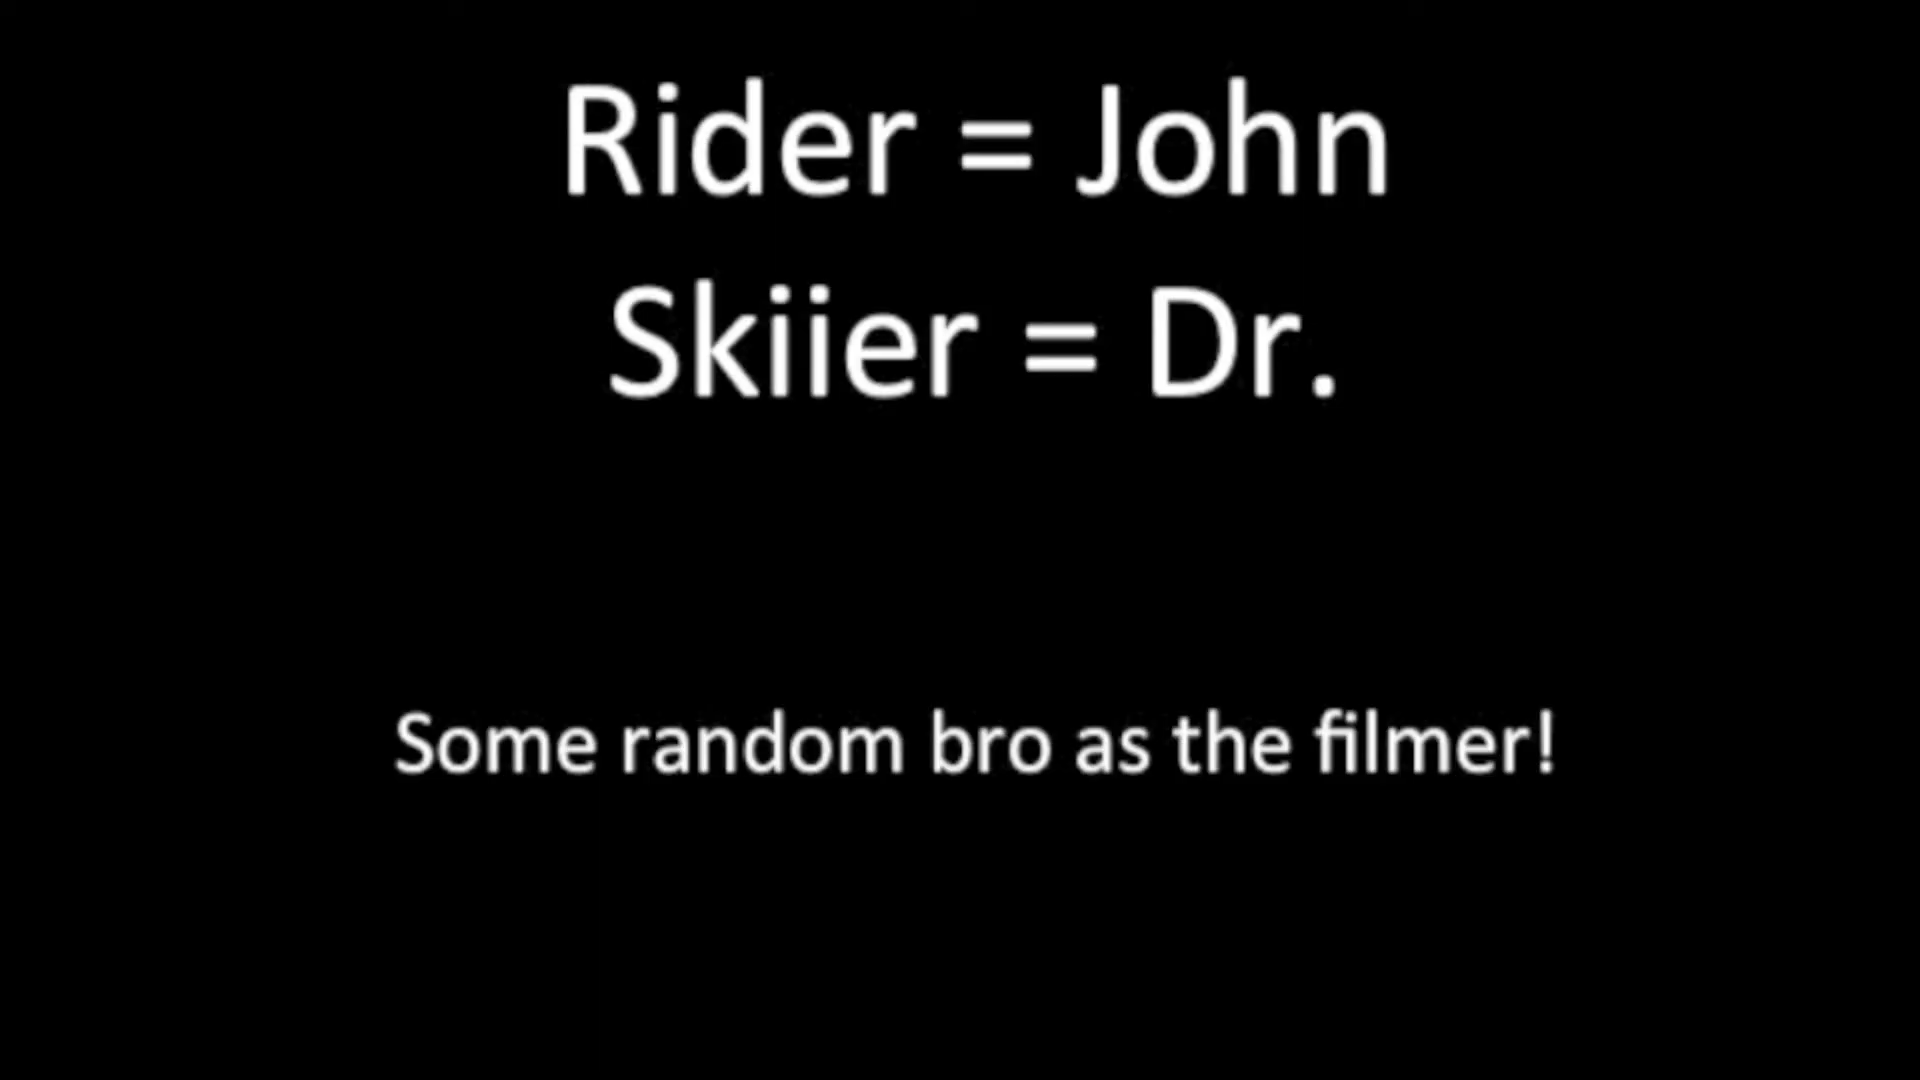 Rider = John
Skiier = Dr.
Some random bro as the filmer!